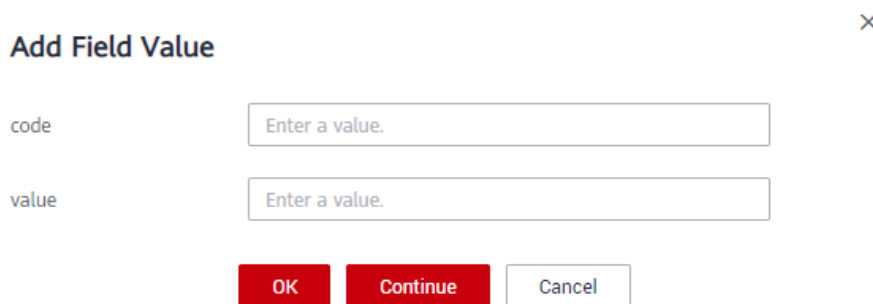 Add Field Value
code Enter a value.
value Enter a value.
OK Continue Cancel